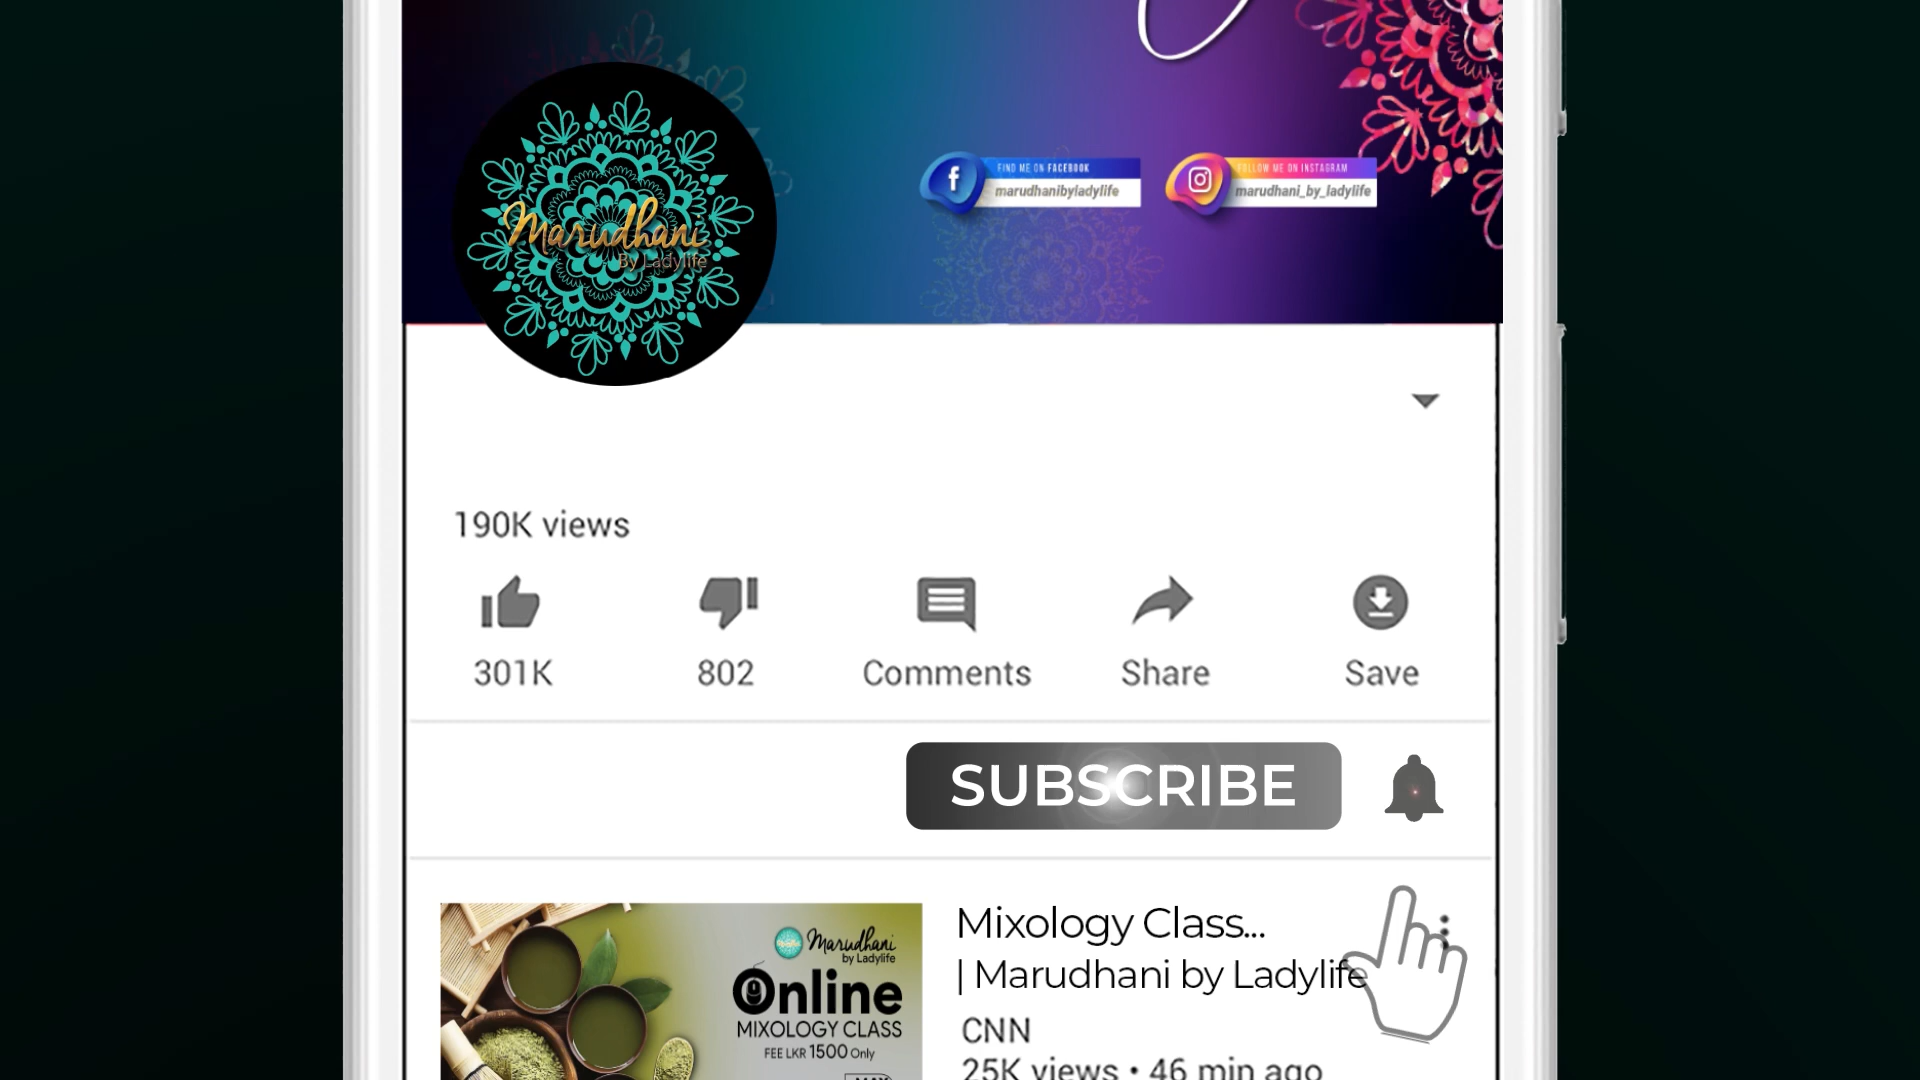 FIND ME ON FACEBOOK
marudhanibyladylife
FOLLOW ME ON INSTAGRAM
marudhani_by_ladylife
Marudhani
By Ladylife
190K views
301K
802
Comments
Share
Save
SUBSCRIBE
Mixology Class...
| Marudhani by Ladylife
CNN
25K views • 46 min ago
Marudhani
by Ladylife
Online
MIXOLOGY CLASS
FEE LKR 1500 Only